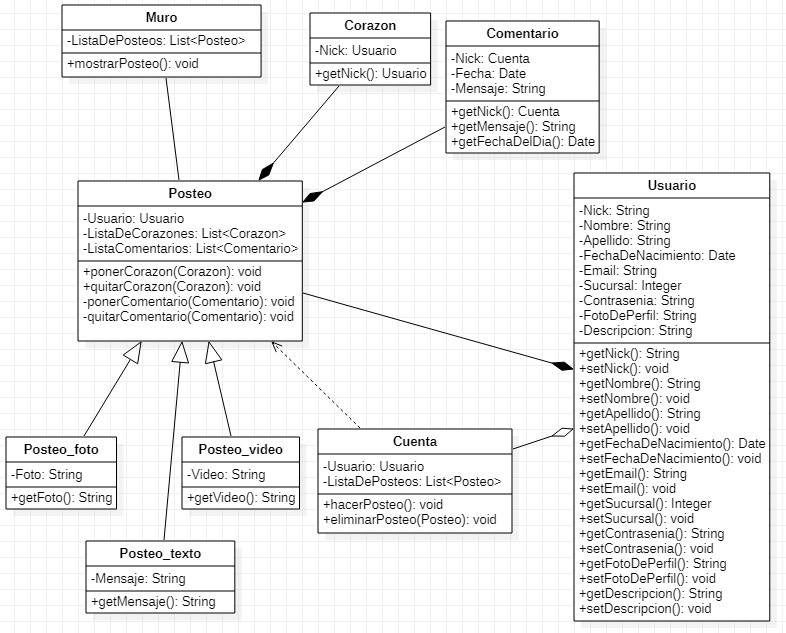 Muro
-ListaDePosteos: List<Posteo>
+mostrarPosteo(): void
Corazon
-Nick: Usuario
+getNick(): Usuario
Comentario
-Nick: Cuenta
-Fecha: Date
-Mensaje: String
+getNick(): Cuenta
+getMensaje(): String
+getFechaDelDia(): Date
Posteo
-Usuario: Usuario
-ListaDeCorazones: List<Corazon>
-ListaComentarios: List<Comentario>
+ponerCorazon(Corazon): void
+quitarCorazon(Corazon): void
-ponerComentario(Comentario): void
-quitarComentario(Comentario): void
Usuario
-Nick: String
-Nombre: String
-Apellido: String
-FechaDeNacimiento: Date
-Email: String
-Sucursal: Integer
-Contrasenia: String
-FotoDePerfil: String
-Descripcion: String
+getNick(): String
+setNick(): void
+getNombre(): String
+setNombre(): void
+getApellido(): String
+setApellido(): void
+getFechaDeNacimiento(): Date
+setFechaDeNacimiento(): void
+getEmail(): String
+setEmail(): void
+getSucursal(): Integer
+setSucursal(): void
+getContrasenia(): String
+setContrasenia(): void
+getFotoDePerfil(): String
+setFotoDePerfil(): void
+getDescripcion(): String
+setDescripcion(): void
Posteo_foto
-Foto: String
+getFoto(): String
Posteo_video
-Video: String
+getVideo(): String
Cuenta
-Usuario: Usuario
-ListaDePosteos: List<Posteo>
+hacerPosteo(): void
+eliminarPosteo(Posteo): void
Posteo_texto
-Mensaje: String
+getMensaje(): String